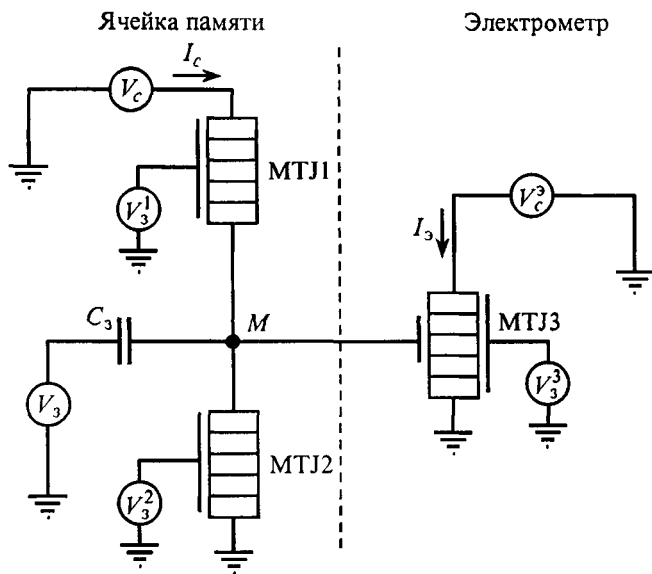 Ячейка памяти
Электрометр
I_c
V_c
MTJ1
V_з^1
V_c^э
I_э
C_з
M
MTJ3
V_з
V_з^3
MTJ2
V_з^2